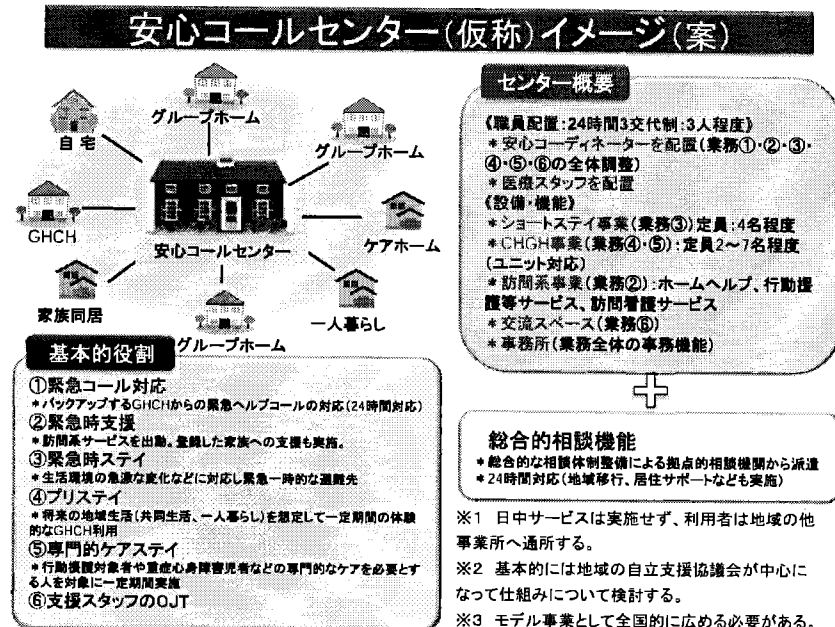 安心コールセンター(仮称)イメージ(案)
自宅
グループホーム
グループホーム
GHCH
安心コールセンター
ケアホーム
家族同居
グループホーム
一人暮らし
基本的役割
①緊急コール対応
*バックアップするGHCHからの緊急ヘルプコールの対応(24時間対応)
②緊急時支援
*訪問系サービスを出動。登録した家族への支援も実施。
③緊急時ステイ
*生活環境の急激な変化などに対応し緊急一時的な避難先
④プリステイ
*将来の地域生活(共同生活、一人暮らし)を想定して一定期間の体験
的なGHCH利用
⑤専門的ケアステイ
*行動援護対象者や重症心身障害児者などの専門的なケアを必要とす
る人を対象に一定期間実施
⑥支援スタッフのOJT
センター概要
《職員配置:24時間3交代制:3人程度》
*安心コーディネーターを配置(業務①・②・③・
④・⑤・⑥の全体調整)
*医療スタッフを配置
《設備・機能》
*ショートステイ事業(業務③)定員:4名程度
*CHGH事業(業務④・⑤):定員2～7名程度
(ユニット対応)
*訪問系事業(業務②):ホームヘルプ、行動援
護等サービス、訪問看護サービス
*交流スペース(業務⑥)
*事務所(業務全体の事務機能)
総合的相談機能
*総合的な相談体制整備による拠点的相談機関から派遣
*24時間対応(地域移行、居住サポートなども実施)
※1 日中サービスは実施せず、利用者は地域の他
事業所へ通所する。
※2 基本的には地域の自立支援協議会が中心に
なって仕組みについて検討する。
※3 モデル事業として全国的に広める必要がある。